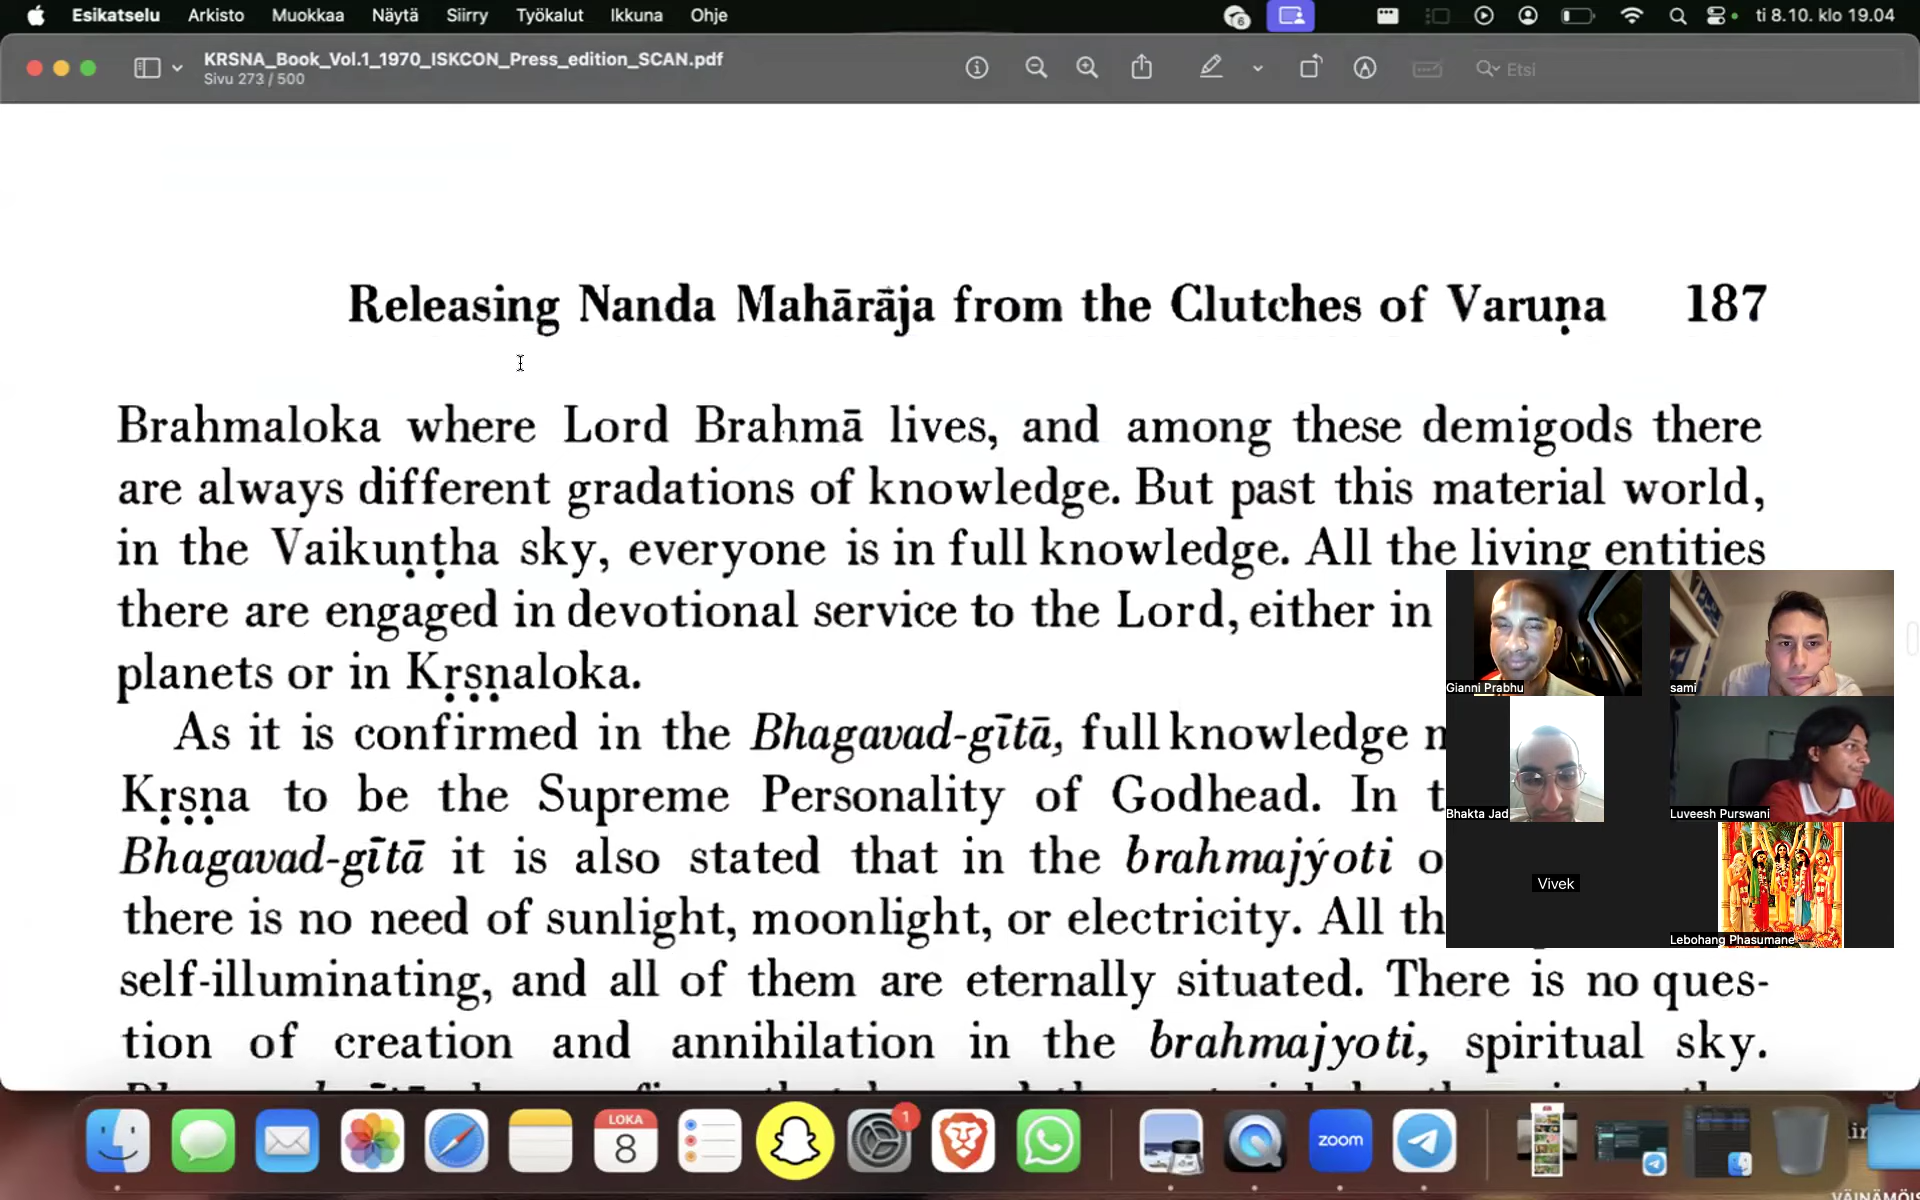 Esikatselu Arkisto Muokkaa Näytä Siirry Työkalut Ikkuna Ohje 6 ti 8.10. klo 19.04
KRSNA_Book_Vol.1_1970_ISKCON_Press_edition_SCAN.pdf
Sivu 273 / 500
Etsi
Releasing Nanda Mahārāja from the Clutches of Varuṇa 187
Brahmaloka where Lord Brahmā lives, and among these demigods there
are always different gradations of knowledge. But past this material world,
in the Vaikuṇṭha sky, everyone is in full knowledge. All the living entities
there are engaged in devotional service to the Lord, either in
planets or in Kṛṣṇaloka.
As it is confirmed in the Bhagavad-gītā, full knowledge
Kṛṣṇa to be the Supreme Personality of Godhead. In
Bhagavad-gītā it is also stated that in the brahmajyoti
there is no need of sunlight, moonlight, or electricity. All
self-illuminating, and all of them are eternally situated. There is no ques-
tion of creation and annihilation in the brahmajyoti, spiritual sky.
Gianni Prabhu
sami
Bhakta Jad
Luveesh Purswani
Vivek
Lebohang Phasumane
LOKA
8
1
zoom